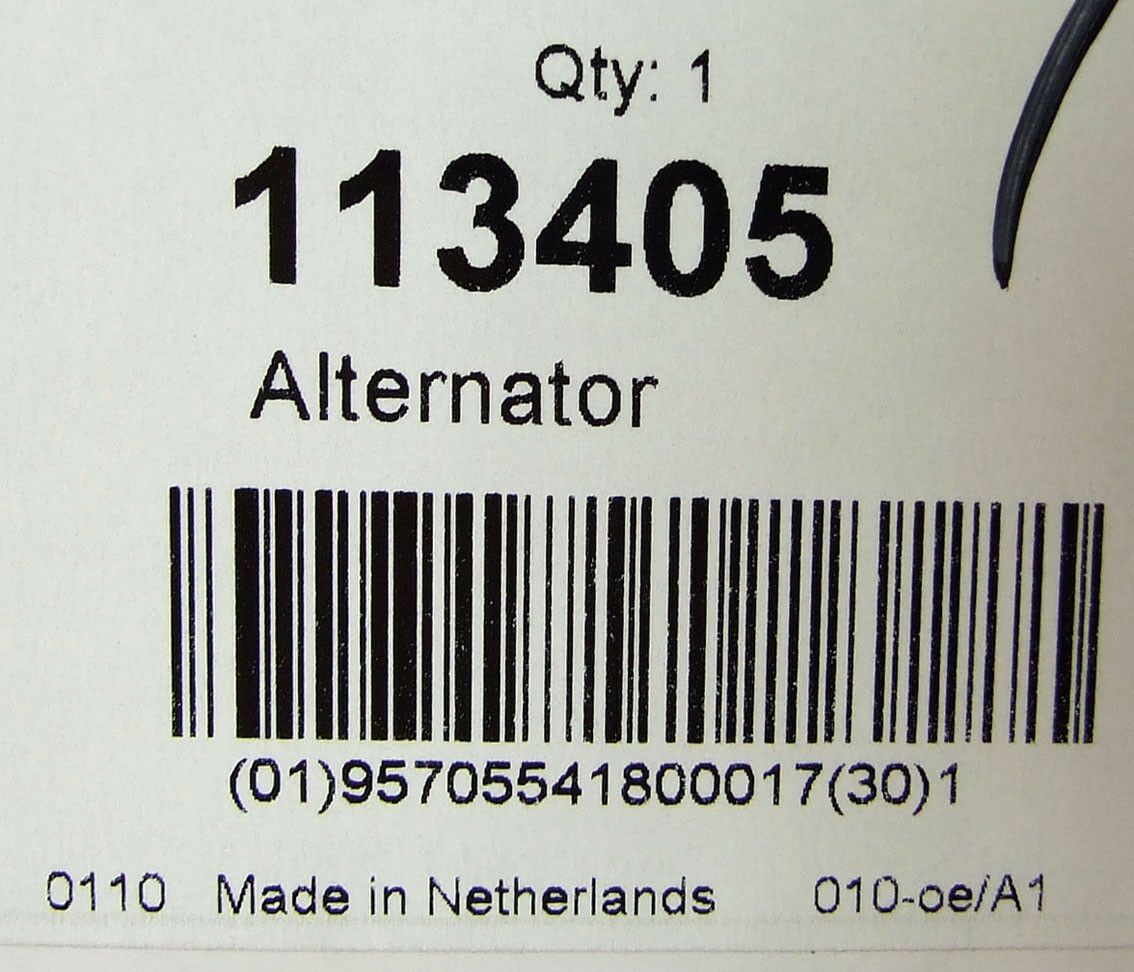 Qty: 1
113405
Alternator
(01)95705541800017(30)1
0110 Made in Netherlands 010-oe/A1